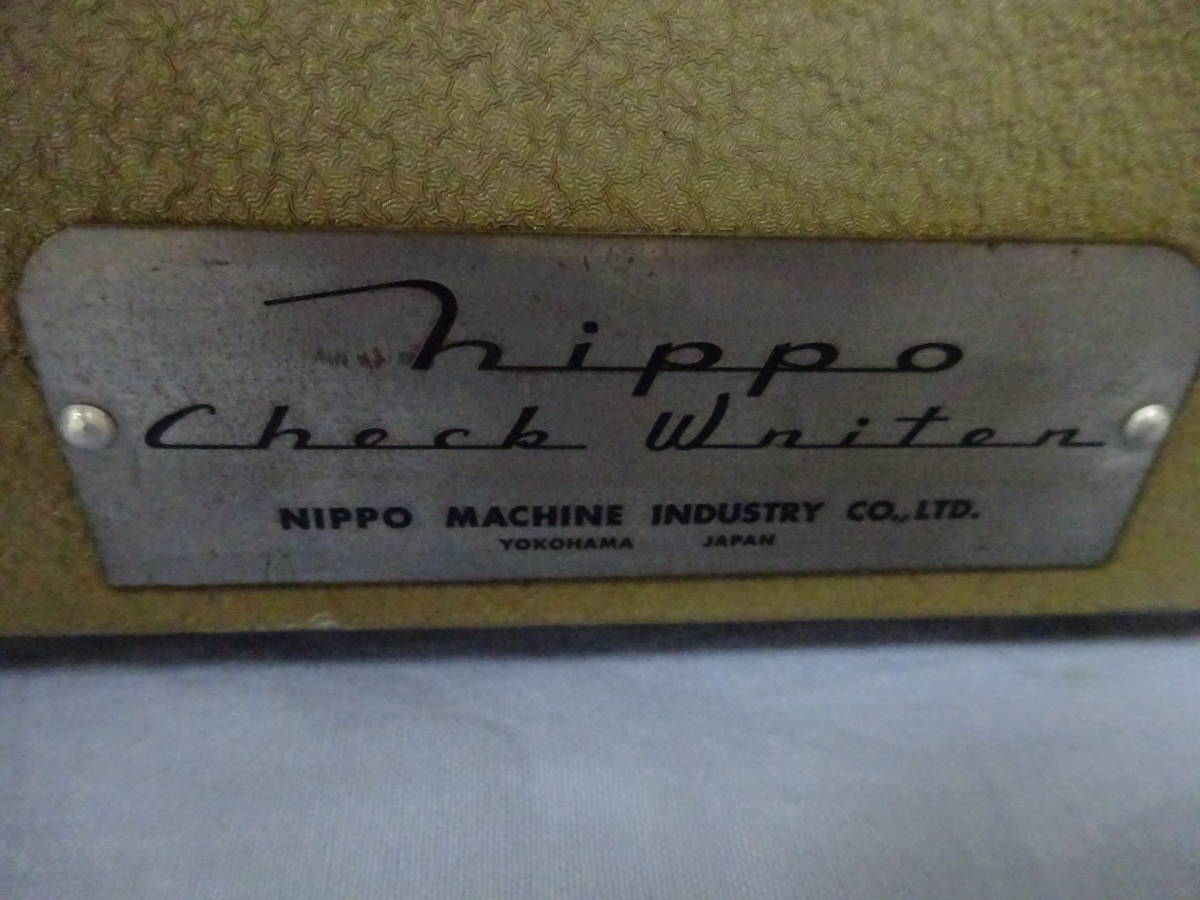 Nippo
Check Writer
NIPPO MACHINE INDUSTRY CO.,LTD.
YOKOHAMA JAPAN